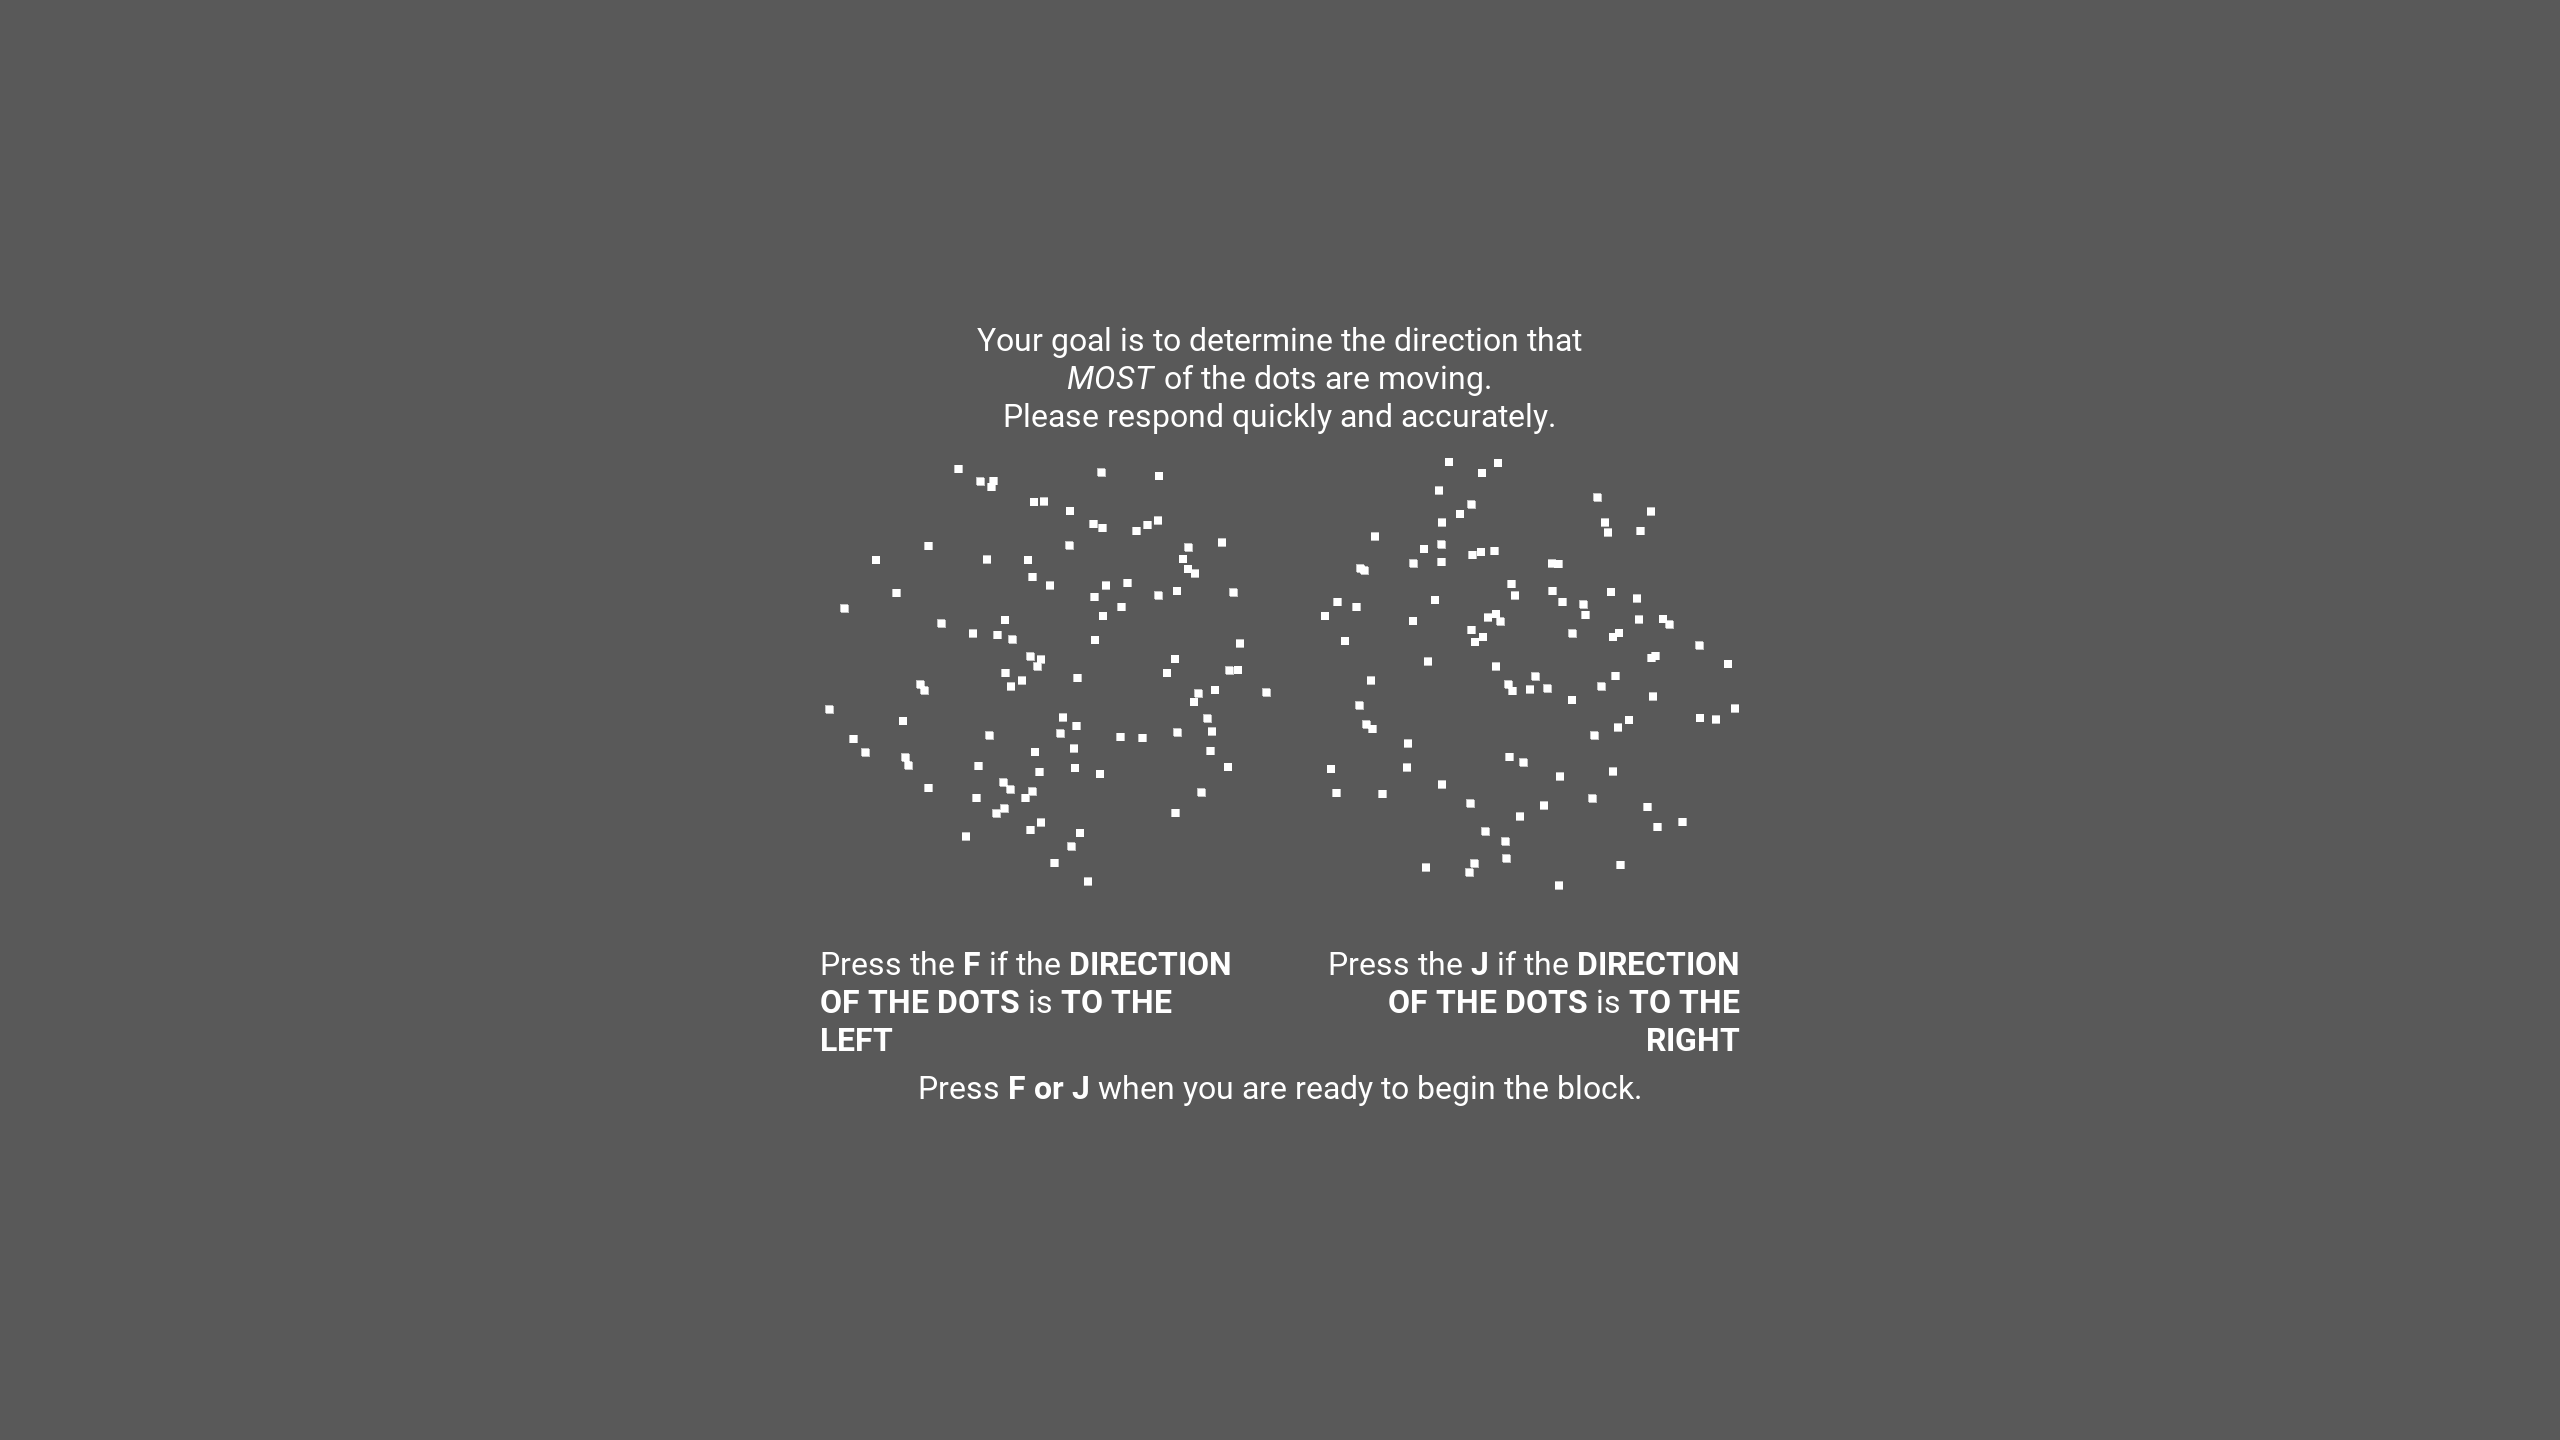 Your goal is to determine the direction that
MOST of the dots are moving.
Please respond quickly and accurately.
Press the F if the DIRECTION
OF THE DOTS is TO THE
LEFT
Press the J if the DIRECTION
OF THE DOTS is TO THE
RIGHT
Press F or J when you are ready to begin the block.